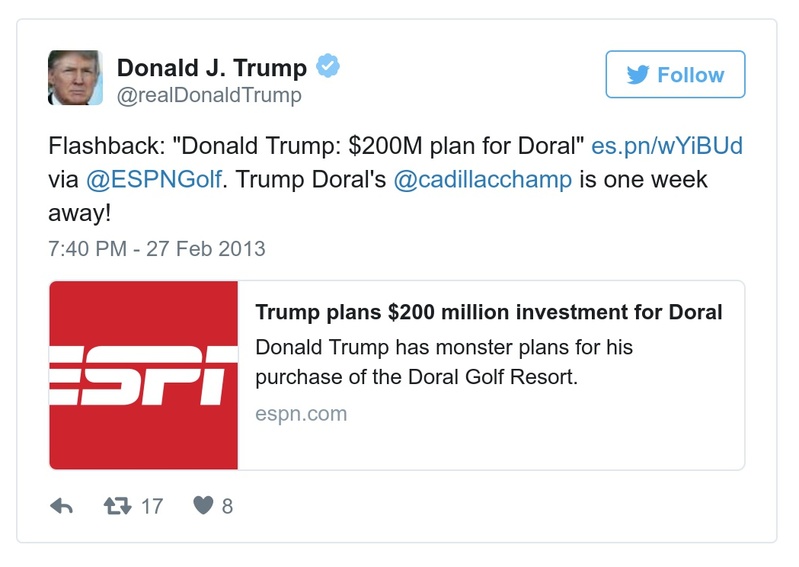 Donald J. Trump
@realDonaldTrump
Follow
Flashback: "Donald Trump: $200M plan for Doral" es.pn/wYiBUd
via @ESPNGolf. Trump Doral's @cadillacchamp is one week
away!
7:40 PM - 27 Feb 2013
ESPN
Trump plans $200 million investment for Doral
Donald Trump has monster plans for his
purchase of the Doral Golf Resort.
espn.com
17
8